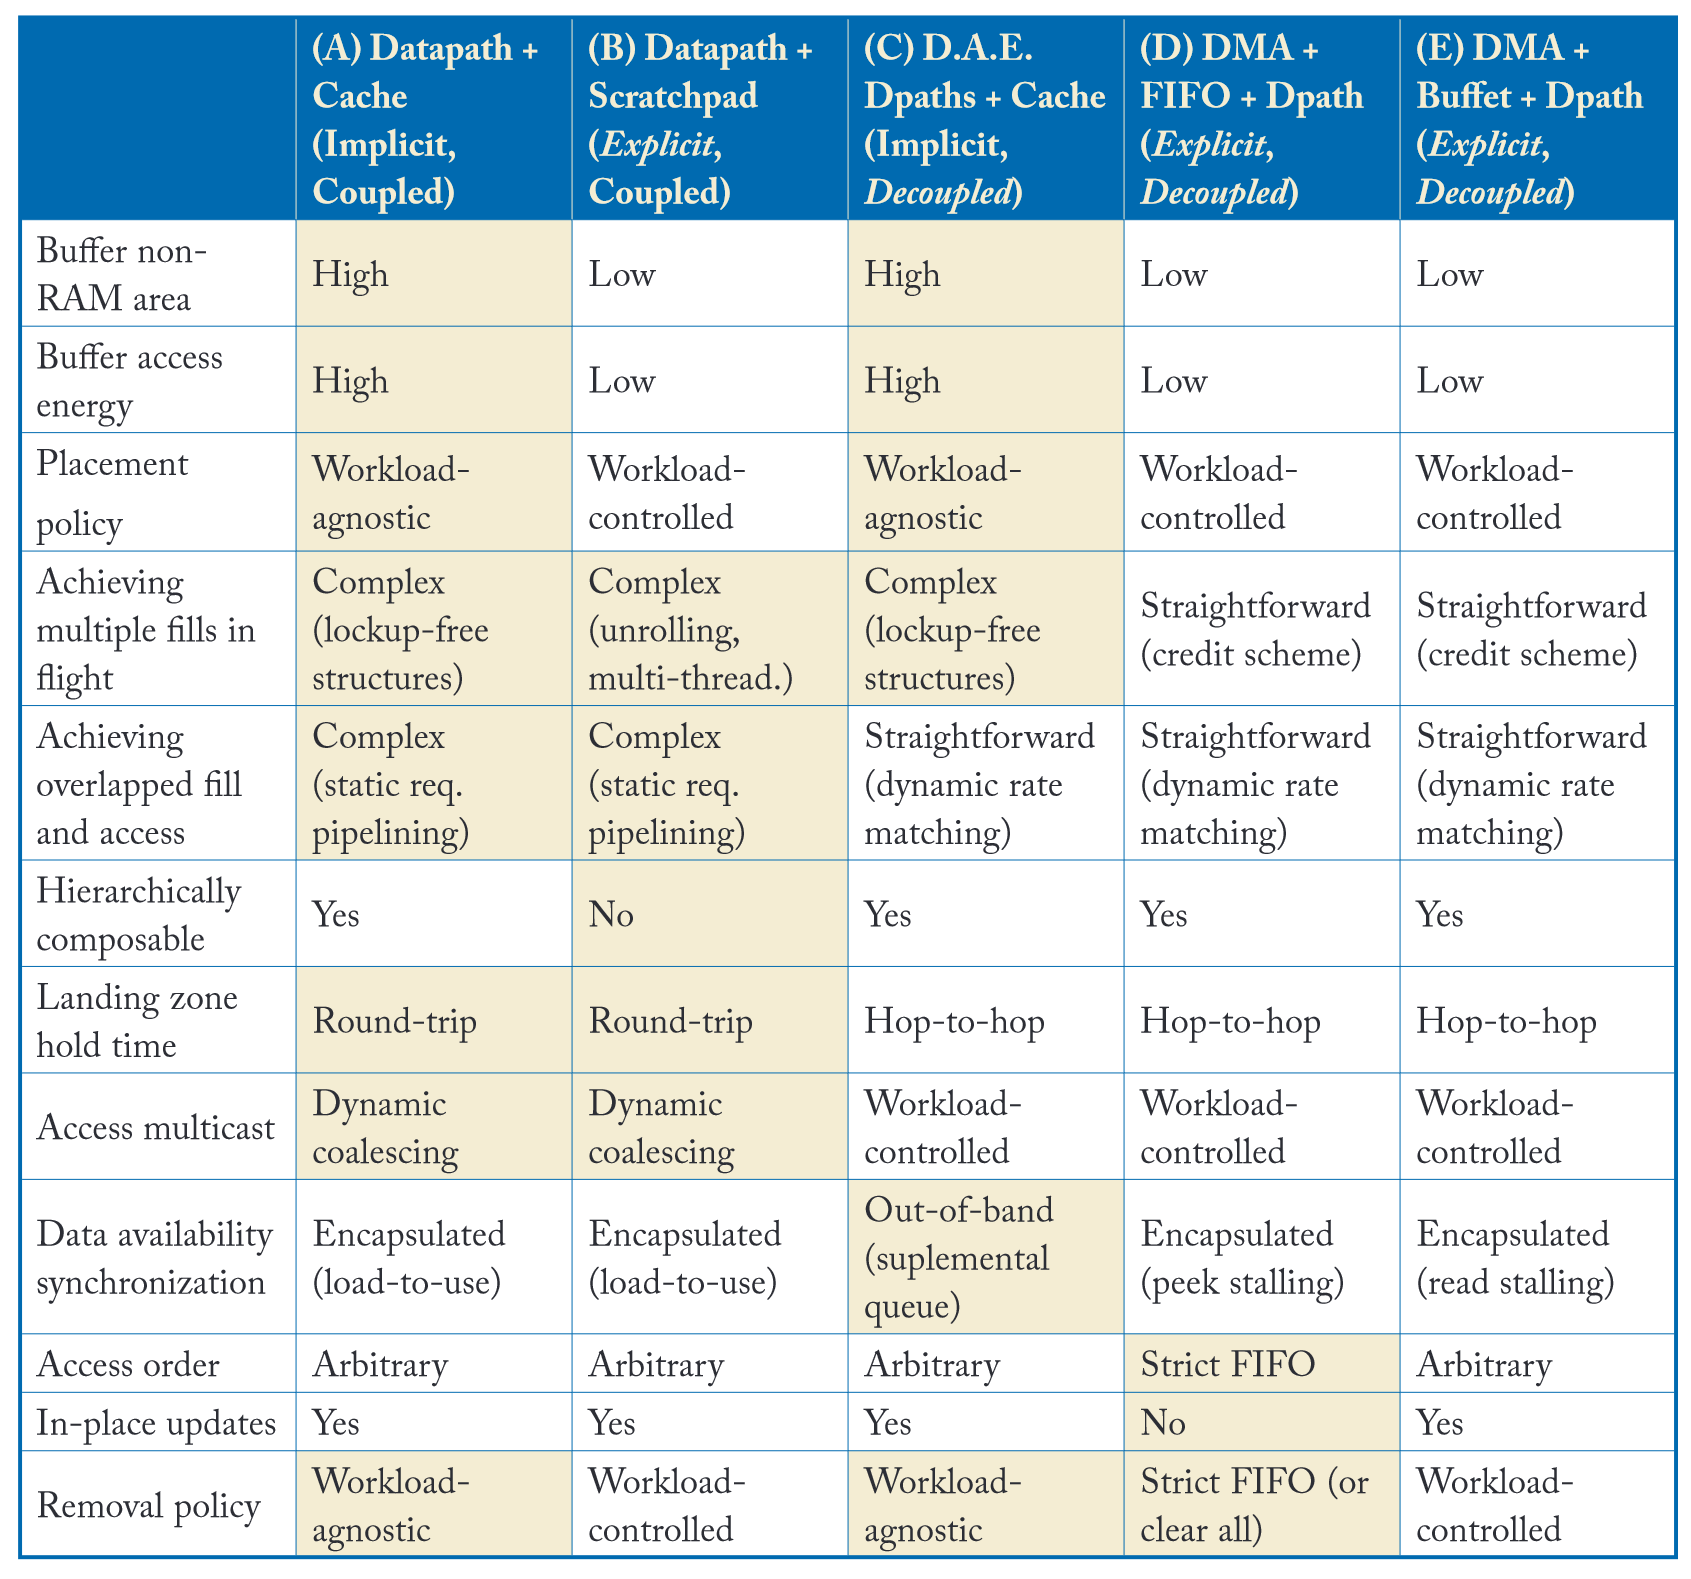 (A) Datapath +
Cache
(Implicit,
Coupled)
(B) Datapath +
Scratchpad
(Explicit,
Coupled)
(C) D.A.E.
Dpaths + Cache
(Implicit,
Decoupled)
(D) DMA +
FIFO + Dpath
(Explicit,
Decoupled)
(E) DMA +
Buffet + Dpath
(Explicit,
Decoupled)
Buffer non-
RAM area
High
Low
High
Low
Low
Buffer access
energy
High
Low
High
Low
Low
Placement
policy
Workload-
agnostic
Workload-
controlled
Workload-
agnostic
Workload-
controlled
Workload-
controlled
Achieving
multiple fills in
flight
Complex
(lockup-free
structures)
Complex
(unrolling,
multi-thread.)
Complex
(lockup-free
structures)
Straightforward
(credit scheme)
Straightforward
(credit scheme)
Achieving
overlapped fill
and access
Complex
(static req.
pipelining)
Complex
(static req.
pipelining)
Straightforward
(dynamic rate
matching)
Straightforward
(dynamic rate
matching)
Straightforward
(dynamic rate
matching)
Hierarchically
composable
Yes
No
Yes
Yes
Yes
Landing zone
hold time
Round-trip
Round-trip
Hop-to-hop
Hop-to-hop
Hop-to-hop
Access multicast
Dynamic
coalescing
Dynamic
coalescing
Workload-
controlled
Workload-
controlled
Workload-
controlled
Data availability
synchronization
Encapsulated
(load-to-use)
Encapsulated
(load-to-use)
Out-of-band
(suplemental
queue)
Encapsulated
(peek stalling)
Encapsulated
(read stalling)
Access order
Arbitrary
Arbitrary
Arbitrary
Strict FIFO
Arbitrary
In-place updates
Yes
Yes
Yes
No
Yes
Removal policy
Workload-
agnostic
Workload-
controlled
Workload-
agnostic
Strict FIFO (or
clear all)
Workload-
controlled